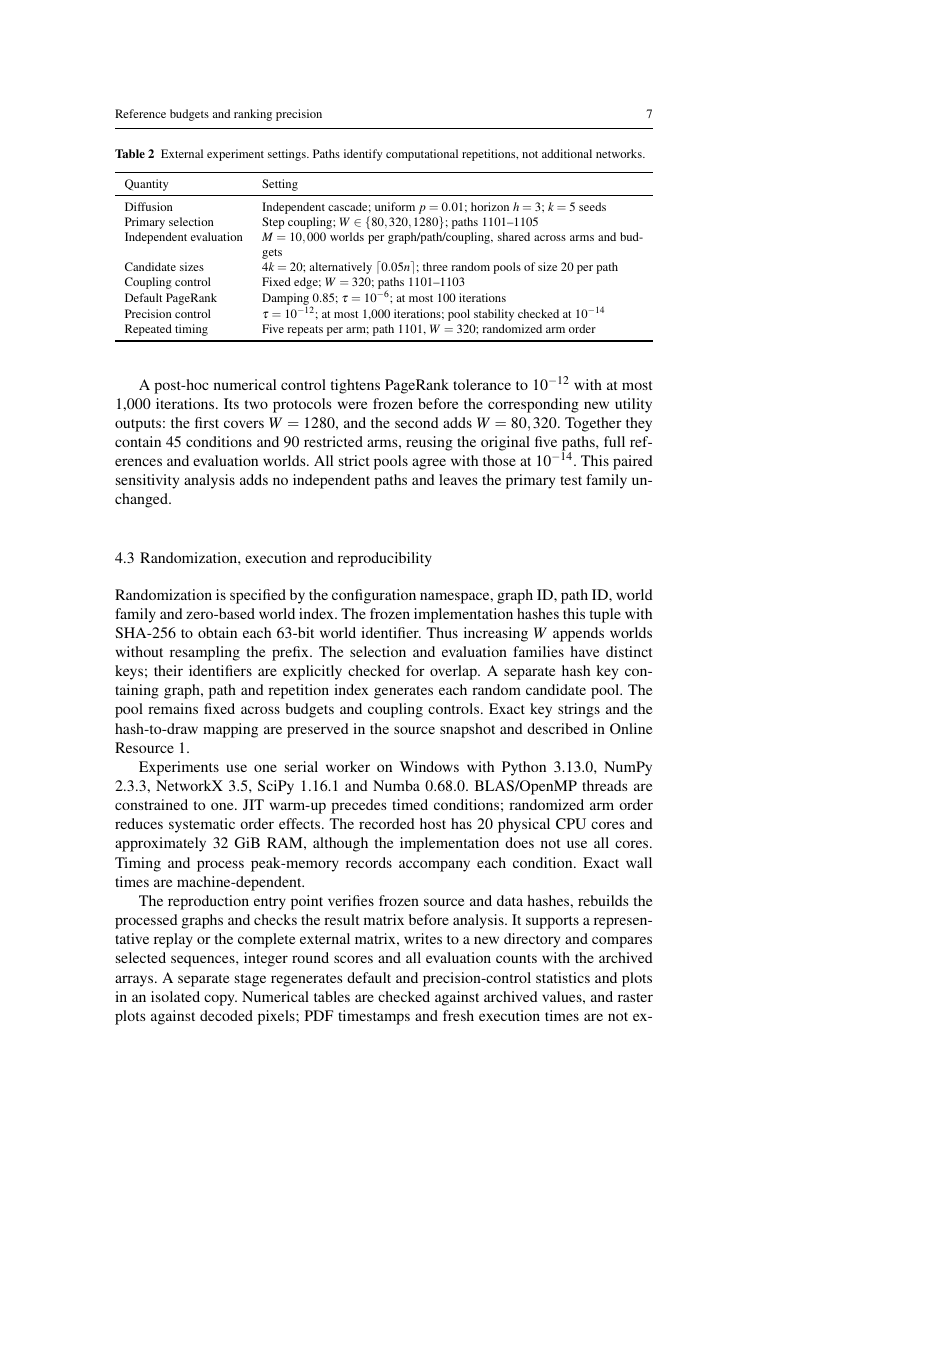 Reference budgets and ranking precision 7
Table 2 External experiment settings. Paths identify computational repetitions, not additional networks.
Quantity Setting
Diffusion Independent cascade; uniform p = 0.01; horizon h = 3; k = 5 seeds
Primary selection Step coupling; W ∈ {80,320,1280}; paths 1101–1105
Independent evaluation M = 10,000 worlds per graph/path/coupling, shared across arms and bud-
gets
Candidate sizes 4k = 20; alternatively ⌈0.05n⌉; three random pools of size 20 per path
Coupling control Fixed edge; W = 320; paths 1101–1103
Default PageRank Damping 0.85; τ = 10⁻⁶; at most 100 iterations
Precision control τ = 10⁻¹²; at most 1,000 iterations; pool stability checked at 10⁻¹⁴
Repeated timing Five repeats per arm; path 1101, W = 320; randomized arm order
A post-hoc numerical control tightens PageRank tolerance to 10⁻¹² with at most
1,000 iterations. Its two protocols were frozen before the corresponding new utility
outputs: the first covers W = 1280, and the second adds W = 80,320. Together they
contain 45 conditions and 90 restricted arms, reusing the original five paths, full ref-
erences and evaluation worlds. All strict pools agree with those at 10⁻¹⁴. This paired
sensitivity analysis adds no independent paths and leaves the primary test family un-
changed.
4.3 Randomization, execution and reproducibility
Randomization is specified by the configuration namespace, graph ID, path ID, world
family and zero-based world index. The frozen implementation hashes this tuple with
SHA-256 to obtain each 63-bit world identifier. Thus increasing W appends worlds
without resampling the prefix. The selection and evaluation families have distinct
keys; their identifiers are explicitly checked for overlap. A separate hash key con-
taining graph, path and repetition index generates each random candidate pool. The
pool remains fixed across budgets and coupling controls. Exact key strings and the
hash-to-draw mapping are preserved in the source snapshot and described in Online
Resource 1.
Experiments use one serial worker on Windows with Python 3.13.0, NumPy
2.3.3, NetworkX 3.5, SciPy 1.16.1 and Numba 0.68.0. BLAS/OpenMP threads are
constrained to one. JIT warm-up precedes timed conditions; randomized arm order
reduces systematic order effects. The recorded host has 20 physical CPU cores and
approximately 32 GiB RAM, although the implementation does not use all cores.
Timing and process peak-memory records accompany each condition. Exact wall
times are machine-dependent.
The reproduction entry point verifies frozen source and data hashes, rebuilds the
processed graphs and checks the result matrix before analysis. It supports a represen-
tative replay or the complete external matrix, writes to a new directory and compares
selected sequences, integer round scores and all evaluation counts with the archived
arrays. A separate stage regenerates default and precision-control statistics and plots
in an isolated copy. Numerical tables are checked against archived values, and raster
plots against decoded pixels; PDF timestamps and fresh execution times are not ex-